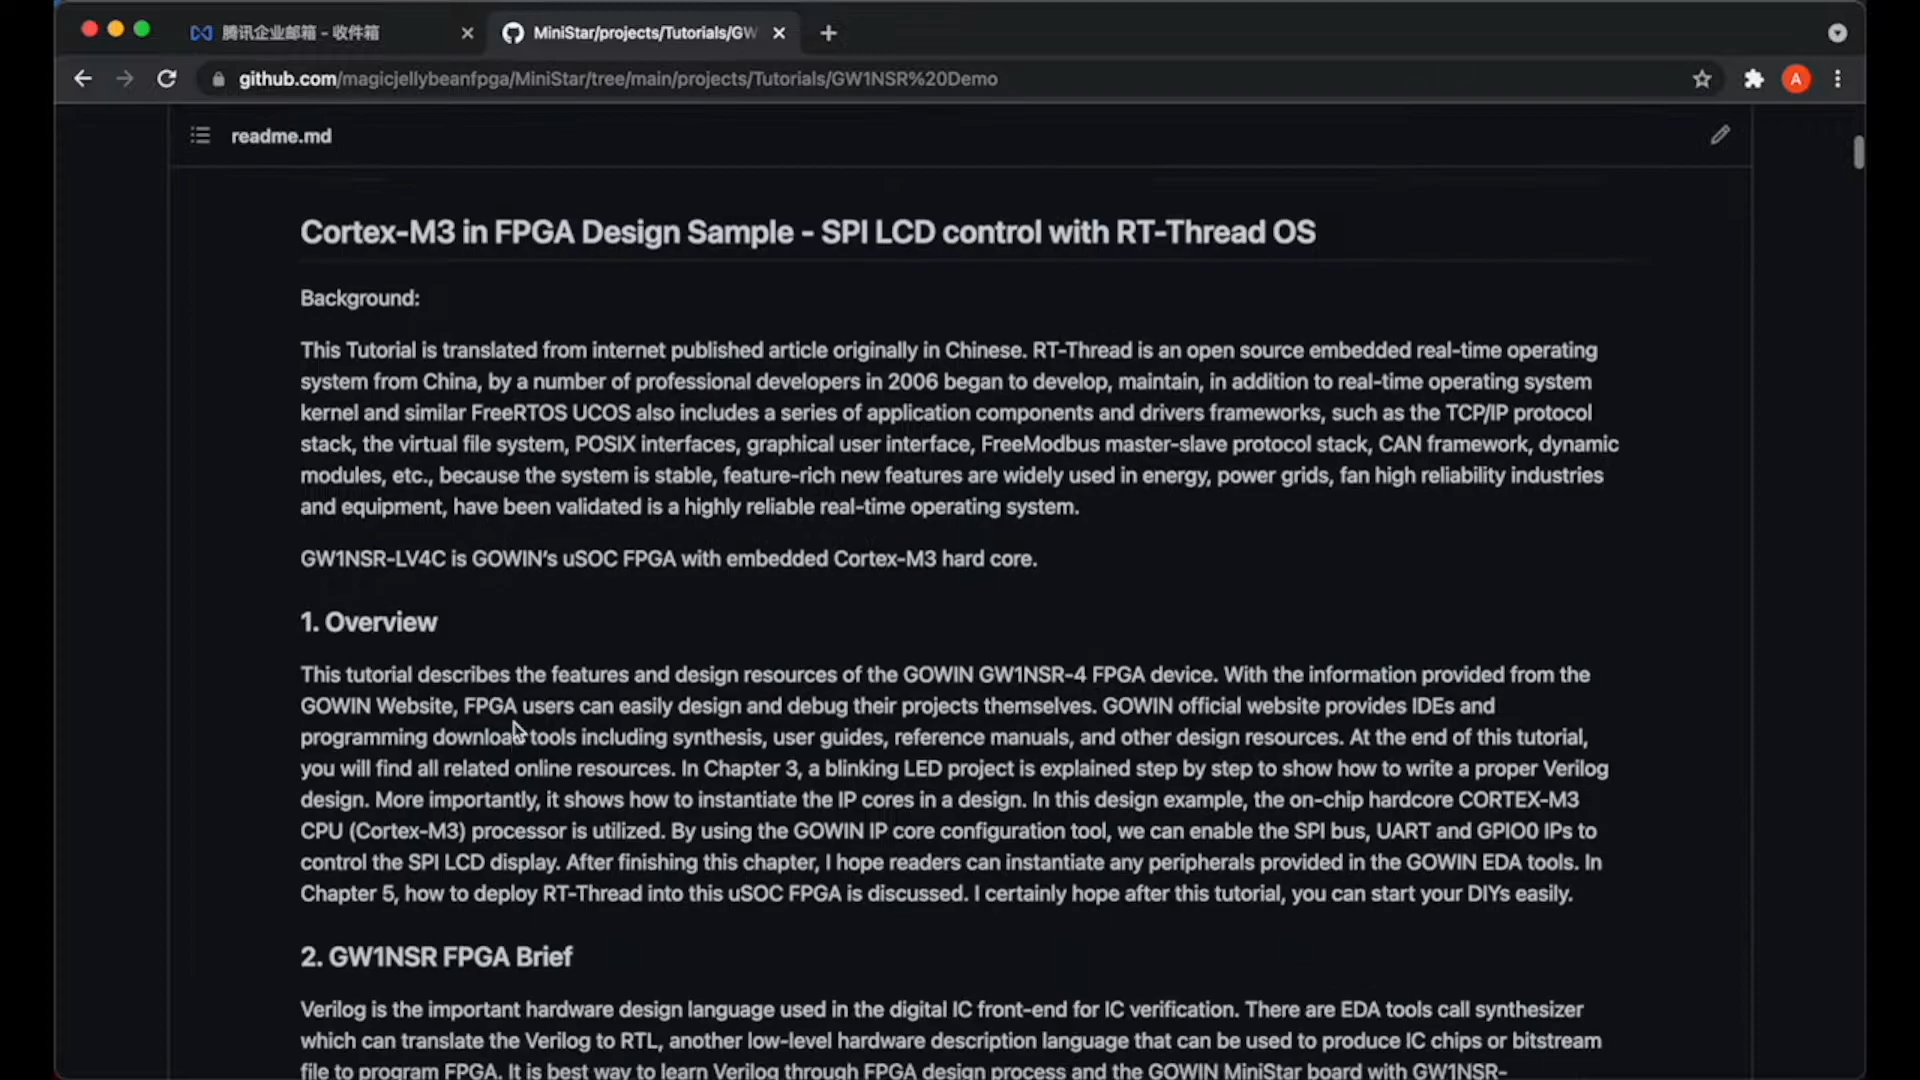 腾讯企业邮箱 - 收件箱
MiniStar/projects/Tutorials/GW
github.com/magicjellybeanfpga/MiniStar/tree/main/projects/Tutorials/GW1NSR%20Demo
A
readme.md
Cortex-M3 in FPGA Design Sample - SPI LCD control with RT-Thread OS
Background:
This Tutorial is translated from internet published article originally in Chinese. RT-Thread is an open source embedded real-time operating
system from China, by a number of professional developers in 2006 began to develop, maintain, in addition to real-time operating system
kernel and similar FreeRTOS UCOS also includes a series of application components and drivers frameworks, such as the TCP/IP protocol
stack, the virtual file system, POSIX interfaces, graphical user interface, FreeModbus master-slave protocol stack, CAN framework, dynamic
modules, etc., because the system is stable, feature-rich new features are widely used in energy, power grids, fan high reliability industries
and equipment, have been validated is a highly reliable real-time operating system.
GW1NSR-LV4C is GOWIN’s uSOC FPGA with embedded Cortex-M3 hard core.
1. Overview
This tutorial describes the features and design resources of the GOWIN GW1NSR-4 FPGA device. With the information provided from the
GOWIN Website, FPGA users can easily design and debug their projects themselves. GOWIN official website provides IDEs and
programming download tools including synthesis, user guides, reference manuals, and other design resources. At the end of this tutorial,
you will find all related online resources. In Chapter 3, a blinking LED project is explained step by step to show how to write a proper Verilog
design. More importantly, it shows how to instantiate the IP cores in a design. In this design example, the on-chip hardcore CORTEX-M3
CPU (Cortex-M3) processor is utilized. By using the GOWIN IP core configuration tool, we can enable the SPI bus, UART and GPIO0 IPs to
control the SPI LCD display. After finishing this chapter, I hope readers can instantiate any peripherals provided in the GOWIN EDA tools. In
Chapter 5, how to deploy RT-Thread into this uSOC FPGA is discussed. I certainly hope after this tutorial, you can start your DIYs easily.
2. GW1NSR FPGA Brief
Verilog is the important hardware design language used in the digital IC front-end for IC verification. There are EDA tools call synthesizer
which can translate the Verilog to RTL, another low-level hardware description language that can be used to produce IC chips or bitstream
file to program FPGA. It is best way to learn Verilog through FPGA design process and the GOWIN MiniStar board with GW1NSR-